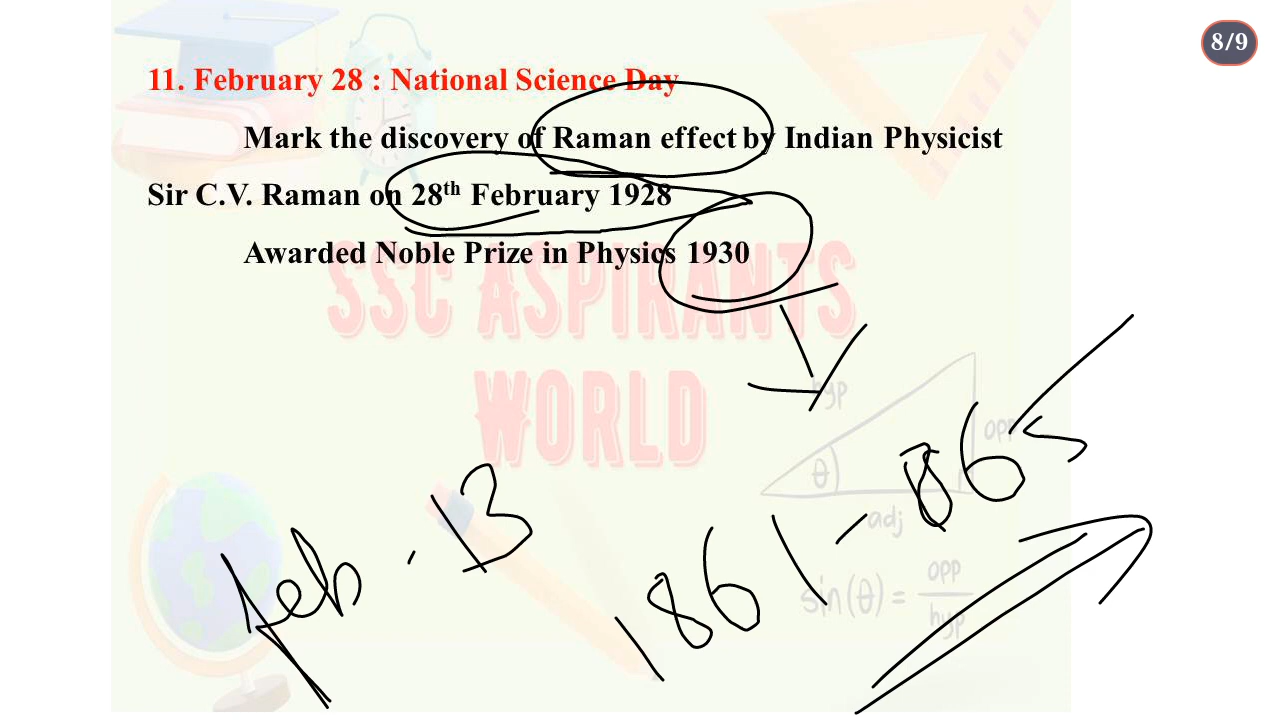 8/9
11. February 28 : National Science Day
Mark the discovery of Raman effect by Indian Physicist
Sir C.V. Raman on 28th February 1928
Awarded Noble Prize in Physics 1930
SSC ASPIRANTS
WORLD
hyp
opp
θ
adj
sin(θ) = opp/hyp
feb - 13
1861 - 865